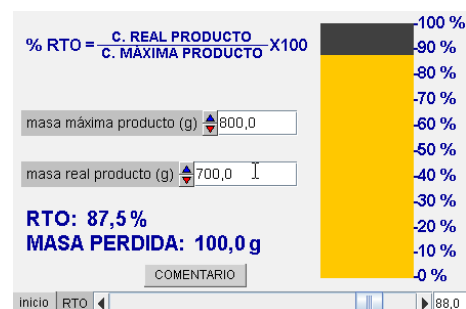 % RTO = C. REAL PRODUCTO X100
C. MÁXIMA PRODUCTO
masa máxima producto (g) 800,0
masa real producto (g) 700,0
RTO: 87,5 %
MASA PERDIDA: 100,0 g
COMENTARIO
100 %
90 %
80 %
70 %
60 %
50 %
40 %
30 %
20 %
10 %
0 %
inicio RTO 88,0